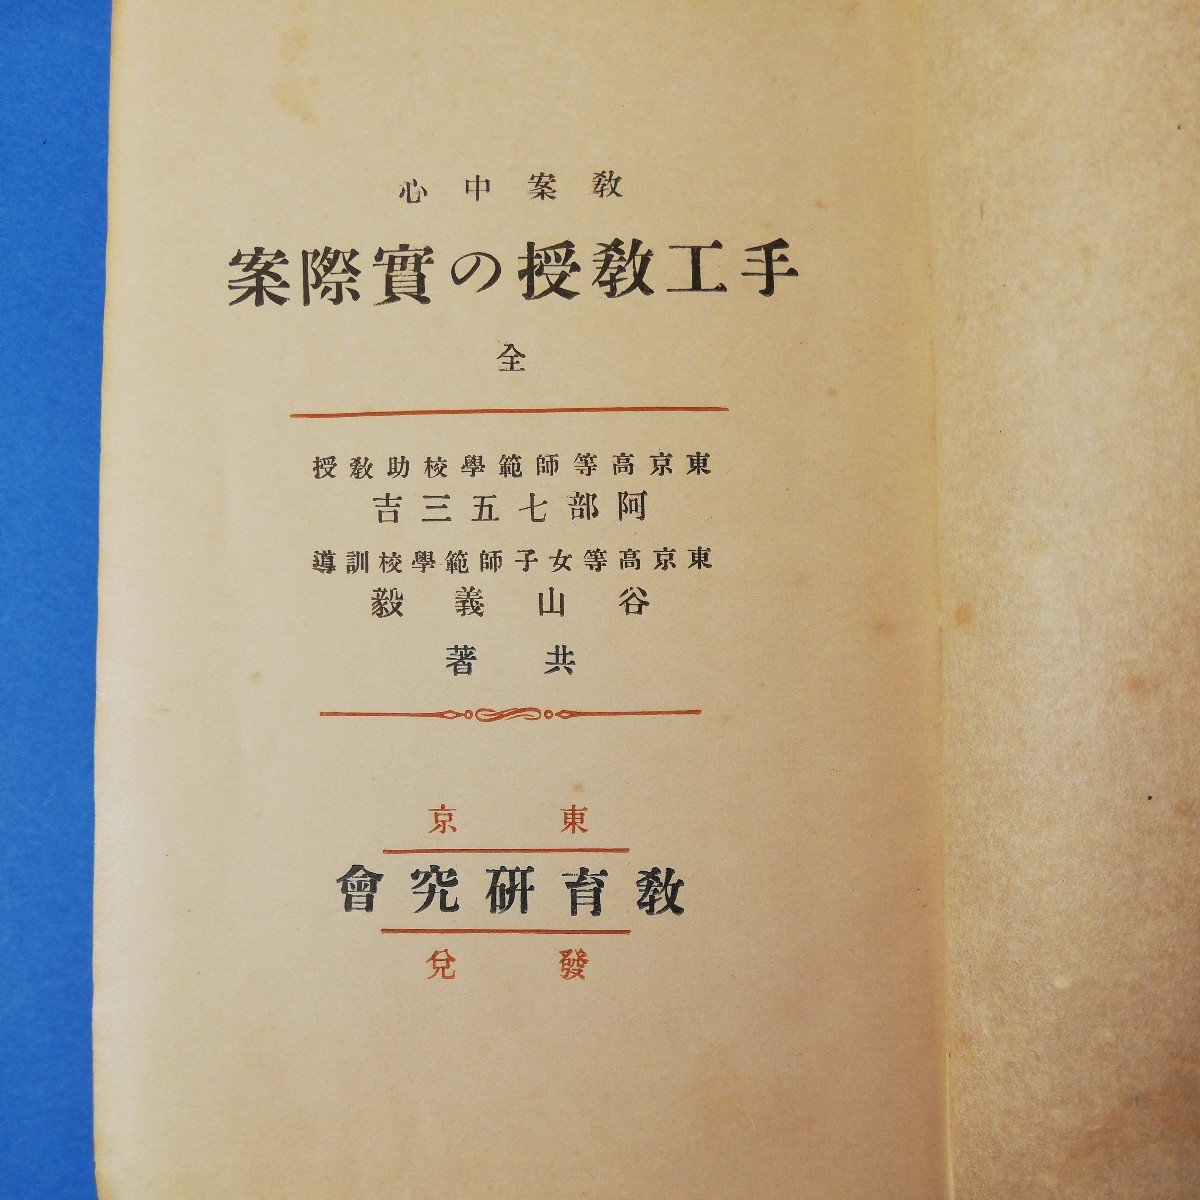 教案中心
手工教授の實際案
全
東京高等師範學校助教授
阿部七五三吉
東京高等女子師範學校訓導
谷山義毅
共著
東京
教育研究會
發兌